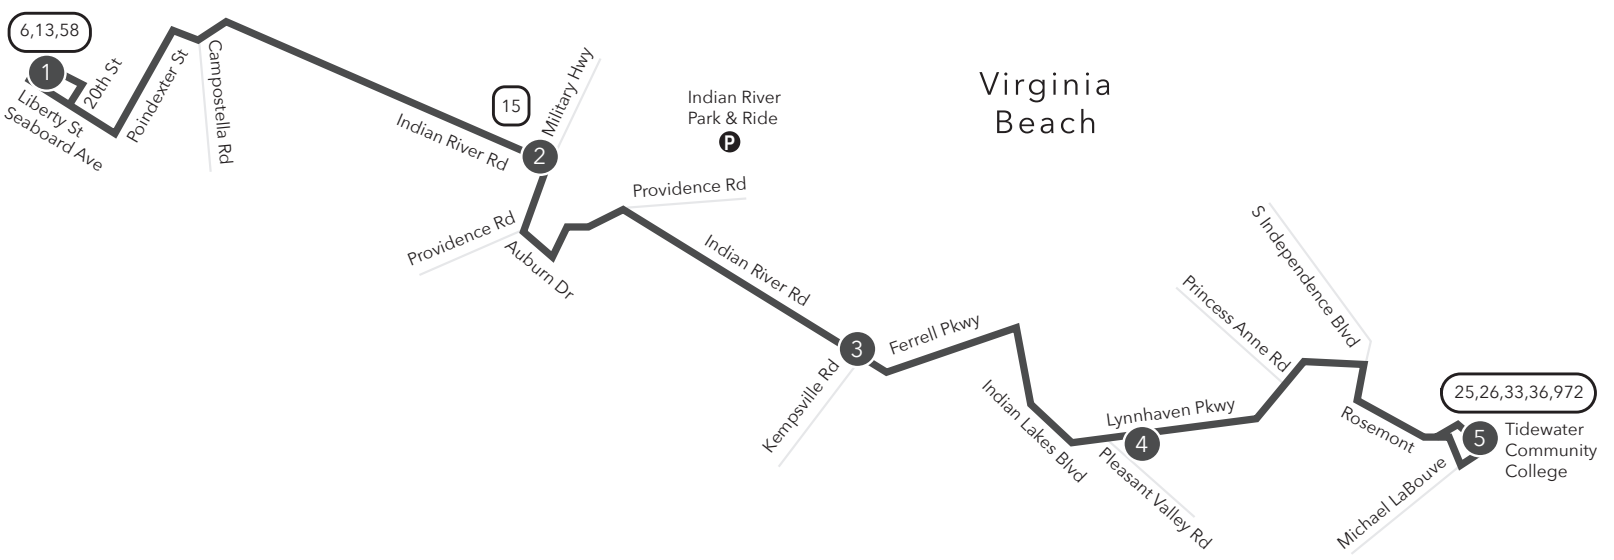 6,13,58
1
20th St
Liberty St
Seaboard Ave
Poindexter St
Campostella Rd
Indian River Rd
15
Military Hwy
2
Indian River
Park & Ride
P
Virginia
Beach
Providence Rd
Auburn Dr
Providence Rd
Indian River Rd
3
Kempsville Rd
Ferrell Pkwy
Indian Lakes Blvd
Lynnhaven Pkwy
4
Pleasant Valley Rd
Princess Anne Rd
S Independence Blvd
Rosemont
25,26,33,36,972
5
Tidewater
Community
College
Michael LaBouve